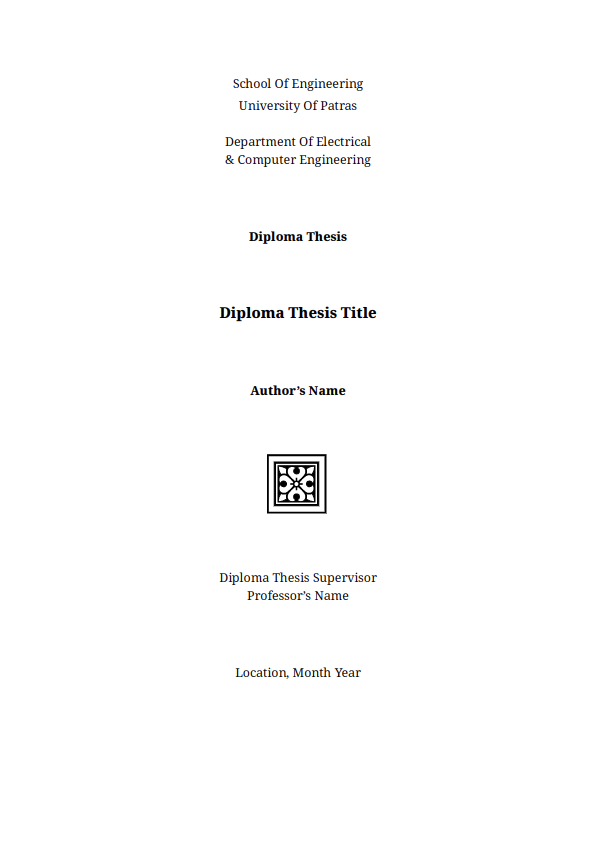 School Of Engineering
University Of Patras
Department Of Electrical
& Computer Engineering
Diploma Thesis
Diploma Thesis Title
Author’s Name
Diploma Thesis Supervisor
Professor’s Name
Location, Month Year